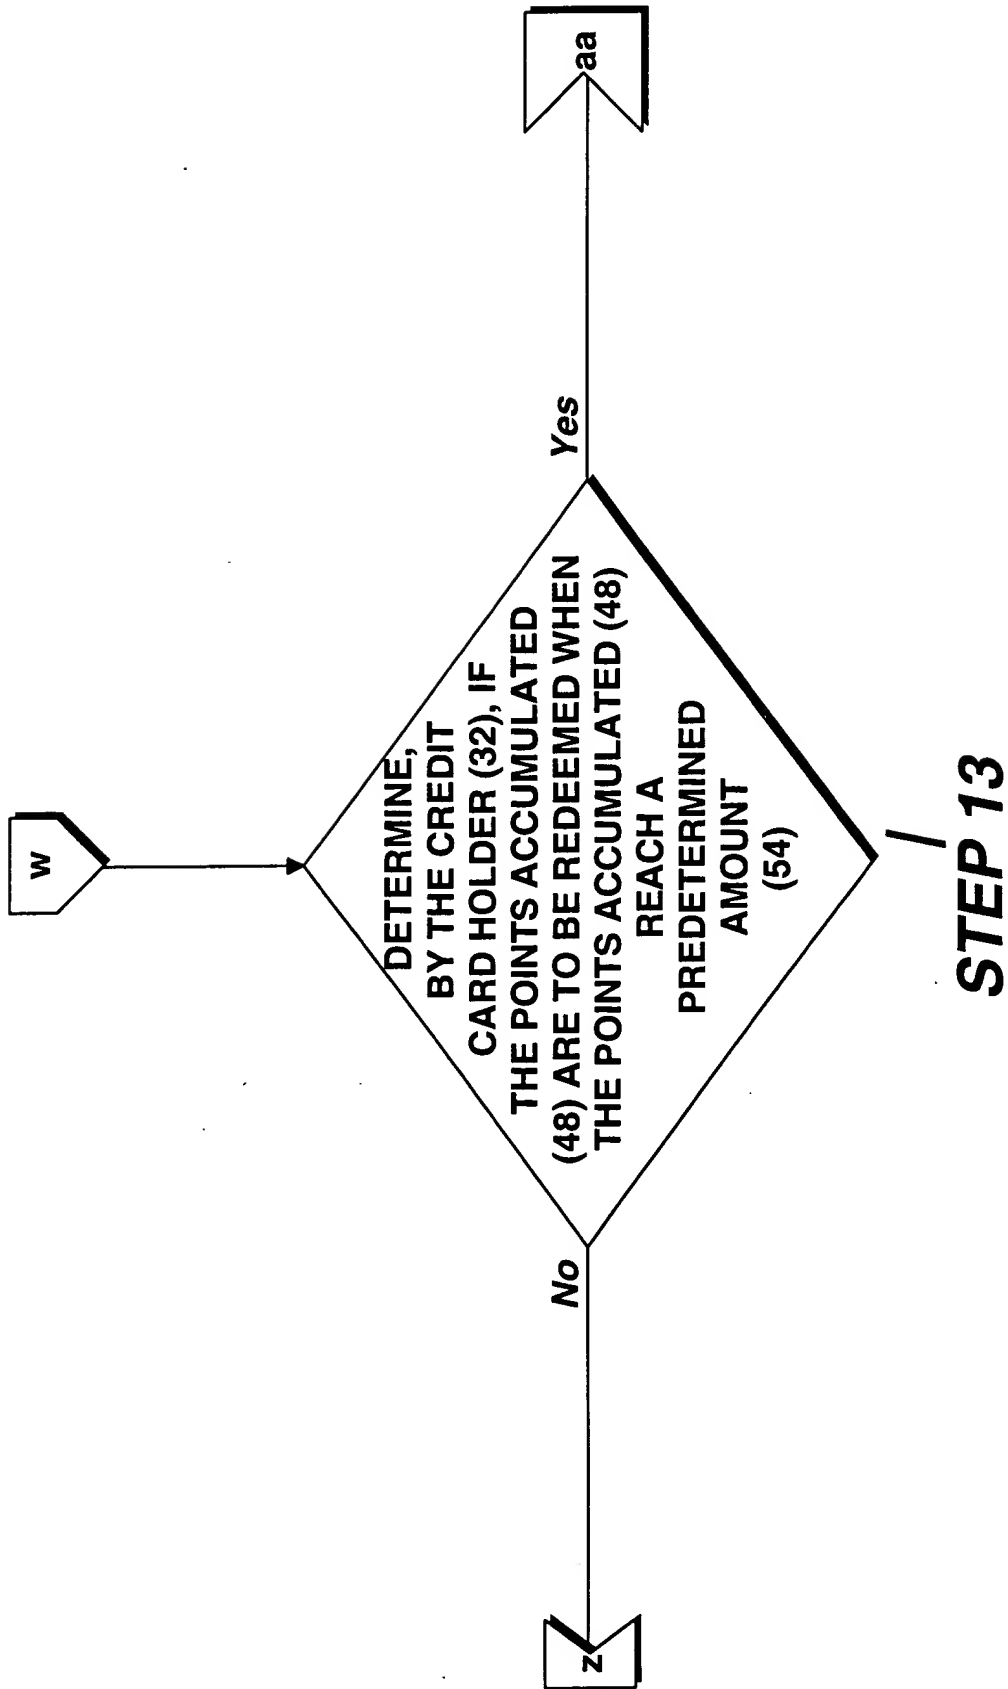 w
DETERMINE,
BY THE CREDIT
CARD HOLDER (32), IF
THE POINTS ACCUMULATED
(48) ARE TO BE REDEEMED WHEN
THE POINTS ACCUMULATED (48)
REACH A
PREDETERMINED
AMOUNT
(54)
No
Yes
z
aa
STEP 13